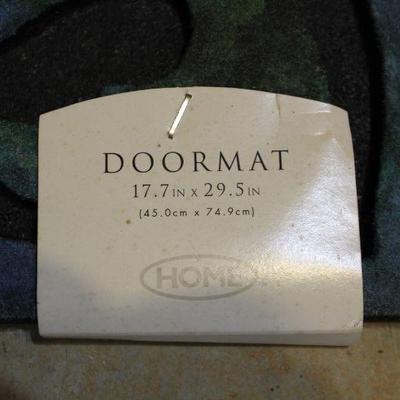 DOORMAT
17.7IN X 29.5IN
(45.0cm x 74.9cm)
HOME